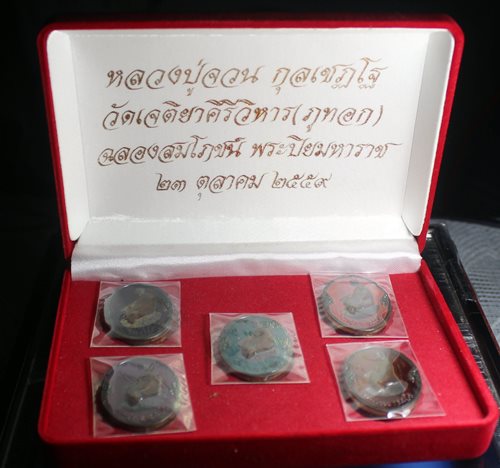 หลวงปู่จวน กุลเชฏฺโฐ
วัดเจติยาคีรีวิหาร(ภูทอก)
ฉลองสมโภชน์ พระปิยมหาราช
๒๓ ตุลาคม ๒๕๕๙